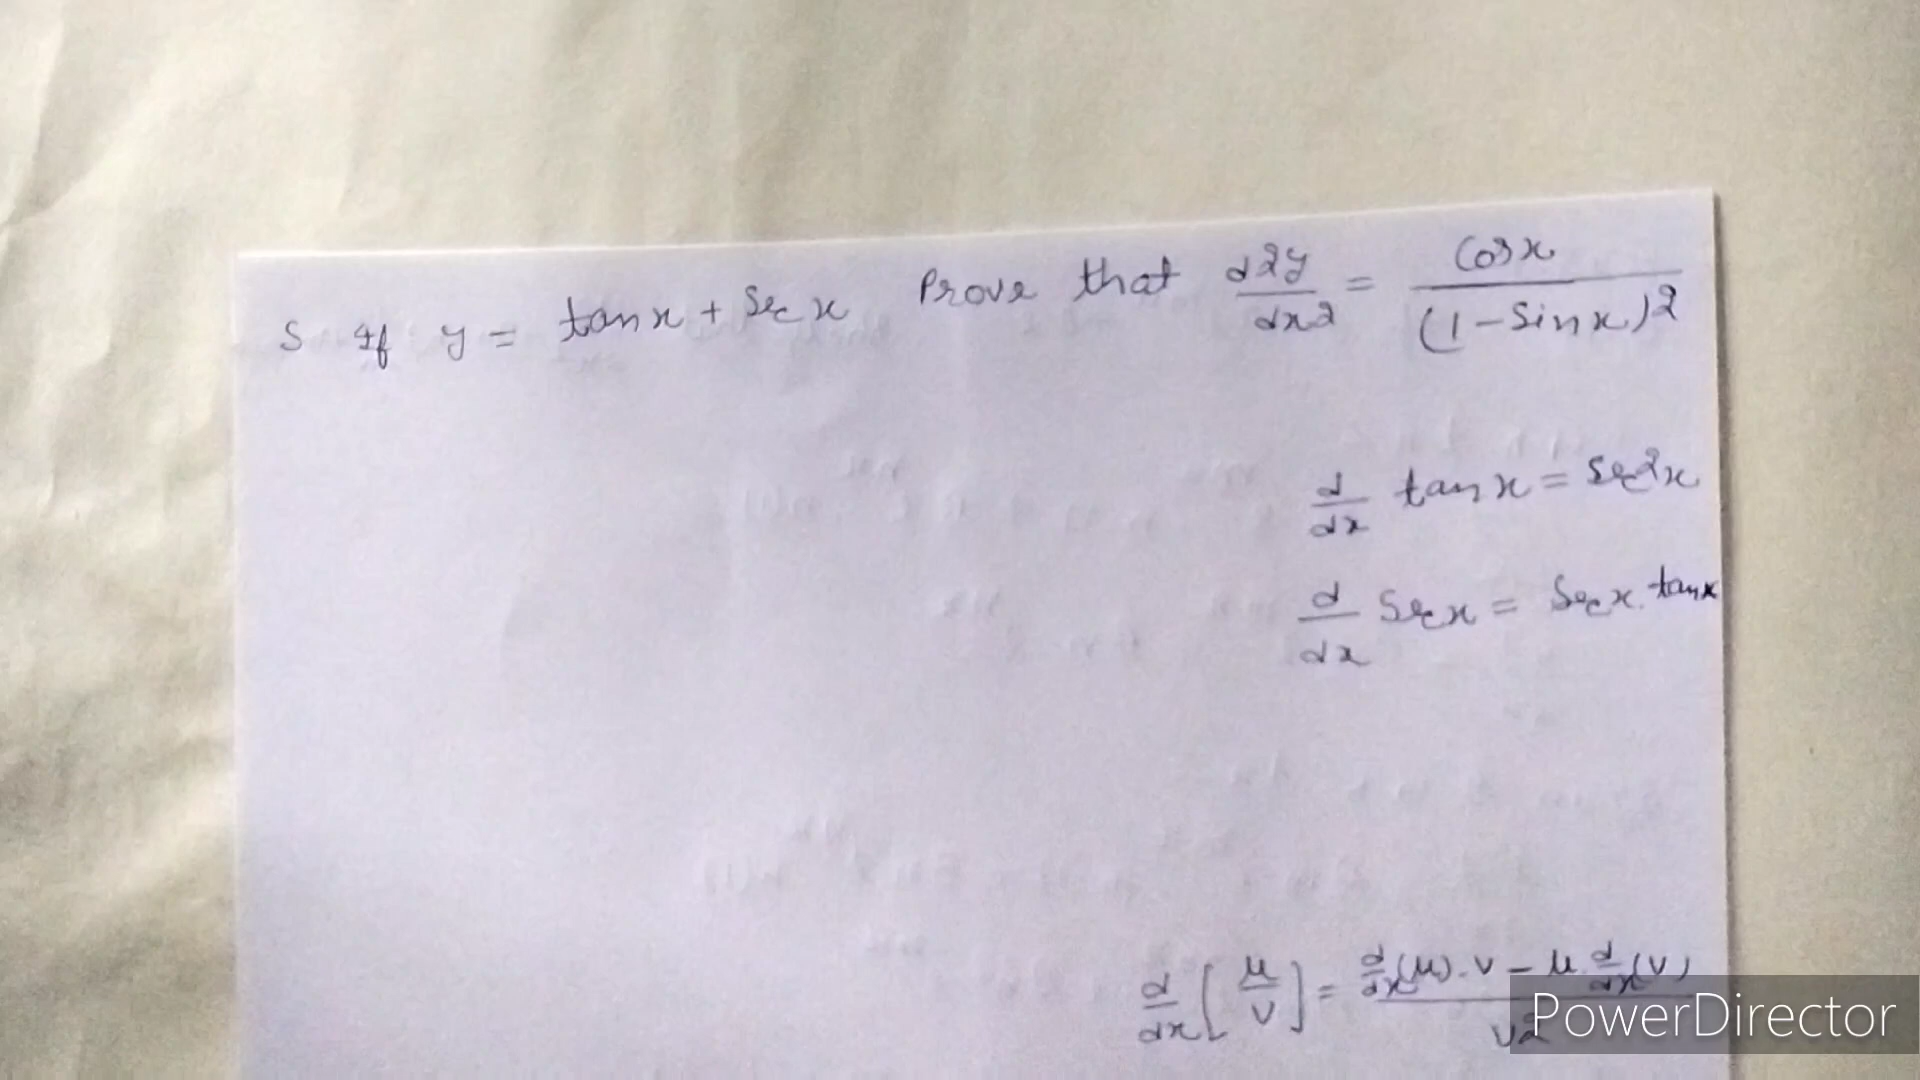 S If y = tan x + Sec x Prove that d2y/dx2 = Cos x/(1 - Sin x)2
d/dx tan x = Sec2x
d/dx Sec x = Sec x. tan x
d/dx [u/v] = d/dx(u).v - u d/dx(v)/v2
PowerDirector